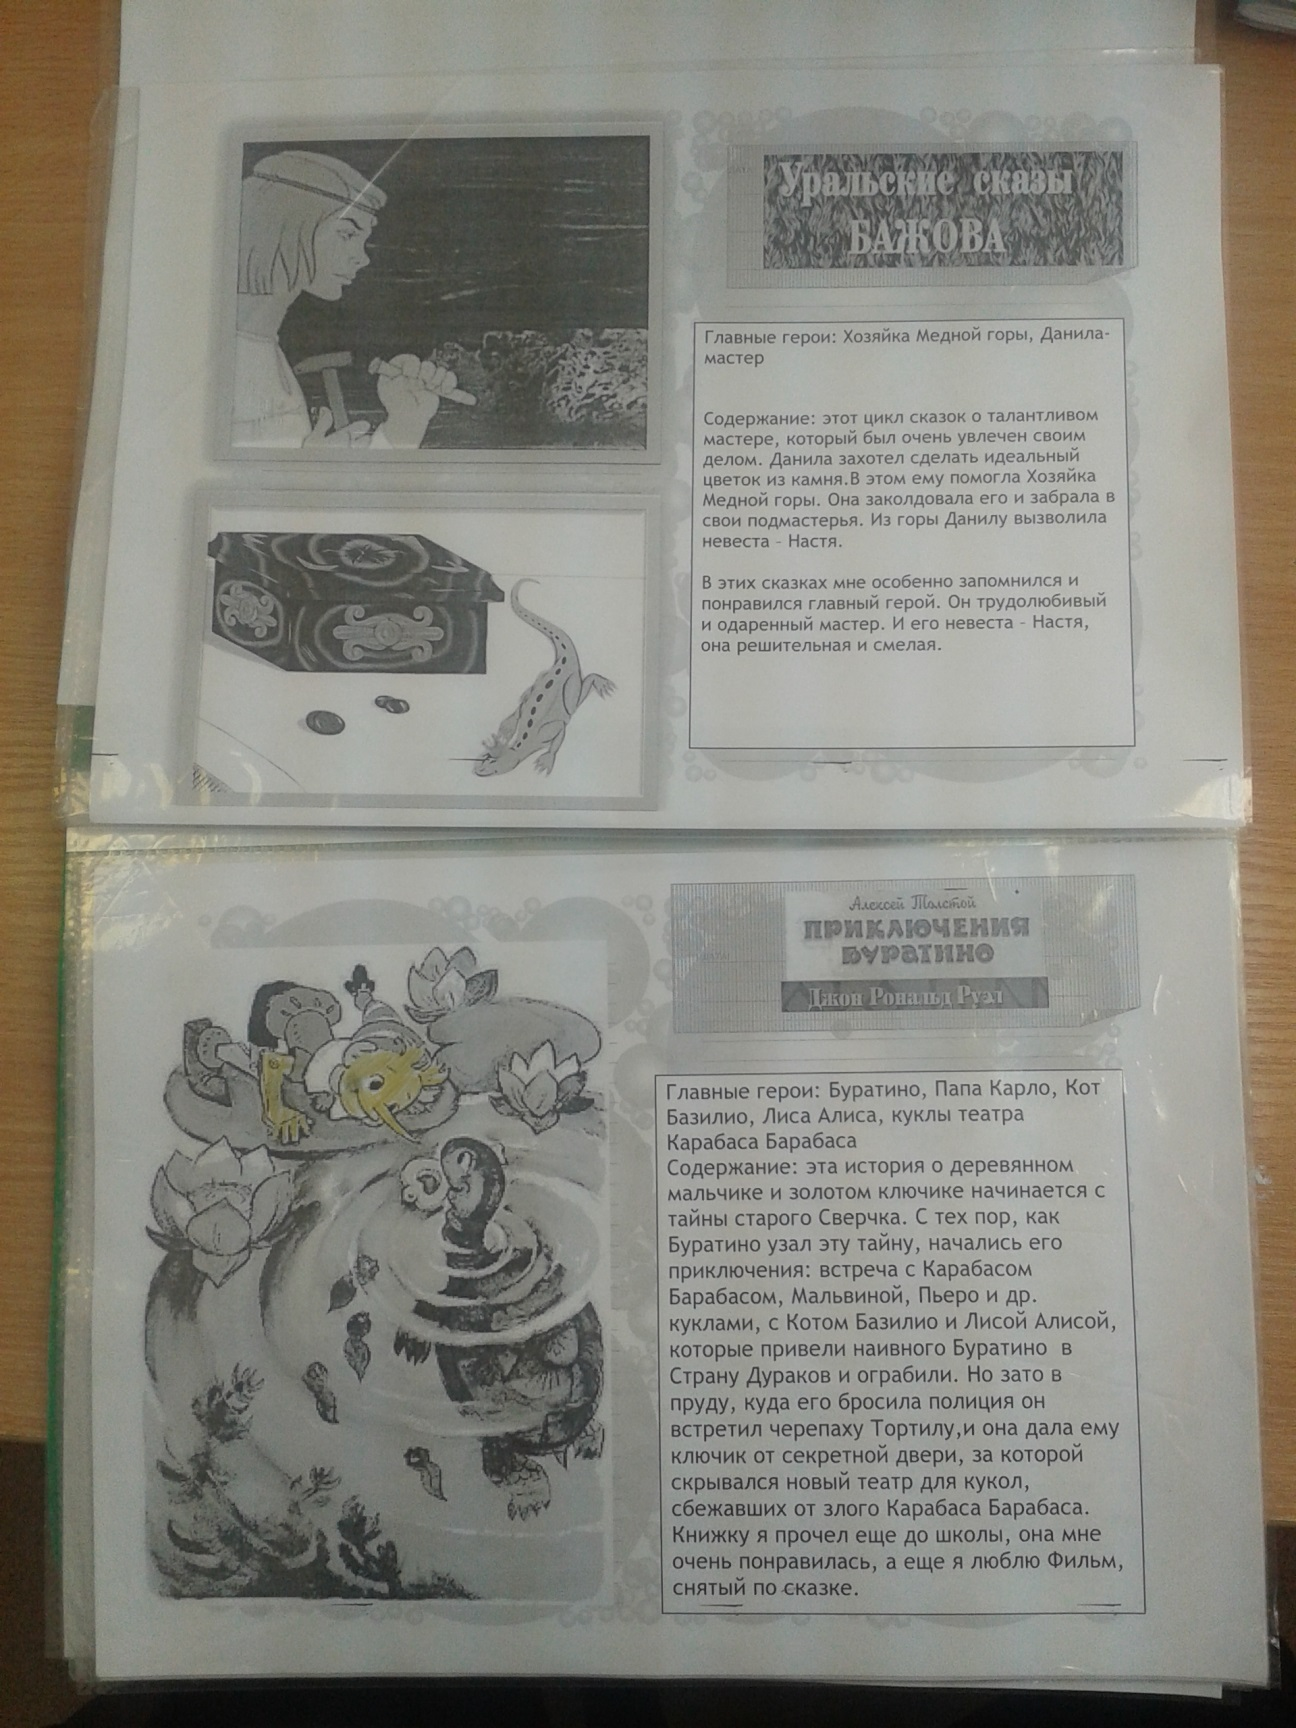 Уральские сказы
БАЖОВА
Главные герои: Хозяйка Медной горы, Данила-
мастер
Содержание: этот цикл сказок о талантливом
мастере, который был очень увлечен своим
делом. Данила захотел сделать идеальный
цветок из камня.В этом ему помогла Хозяйка
Медной горы. Она заколдовала его и забрала в
свои подмастерья. Из горы Данилу вызволила
невеста - Настя.
В этих сказках мне особенно запомнился и
понравился главный герой. Он трудолюбивый
и одаренный мастер. И его невеста - Настя,
она решительная и смелая.
Алексей Толстой
ПРИКЛЮЧЕНИЯ
БУРАТИНО
Джон Рональд Руэл
Главные герои: Буратино, Папа Карло, Кот
Базилио, Лиса Алиса, куклы театра
Карабаса Барабаса
Содержание: эта история о деревянном
мальчике и золотом ключике начинается с
тайны старого Сверчка. С тех пор, как
Буратино узал эту тайну, начались его
приключения: встреча с Карабасом
Барабасом, Мальвиной, Пьеро и др.
куклами, с Котом Базилио и Лисой Алисой,
которые привели наивного Буратино в
Страну Дураков и ограбили. Но зато в
пруду, куда его бросила полиция он
встретил черепаху Тортилу,и она дала ему
ключик от секретной двери, за которой
скрывался новый театр для кукол,
сбежавших от злого Карабаса Барабаса.
Книжку я прочел еще до школы, она мне
очень понравилась, а еще я люблю Фильм,
снятый по сказке.